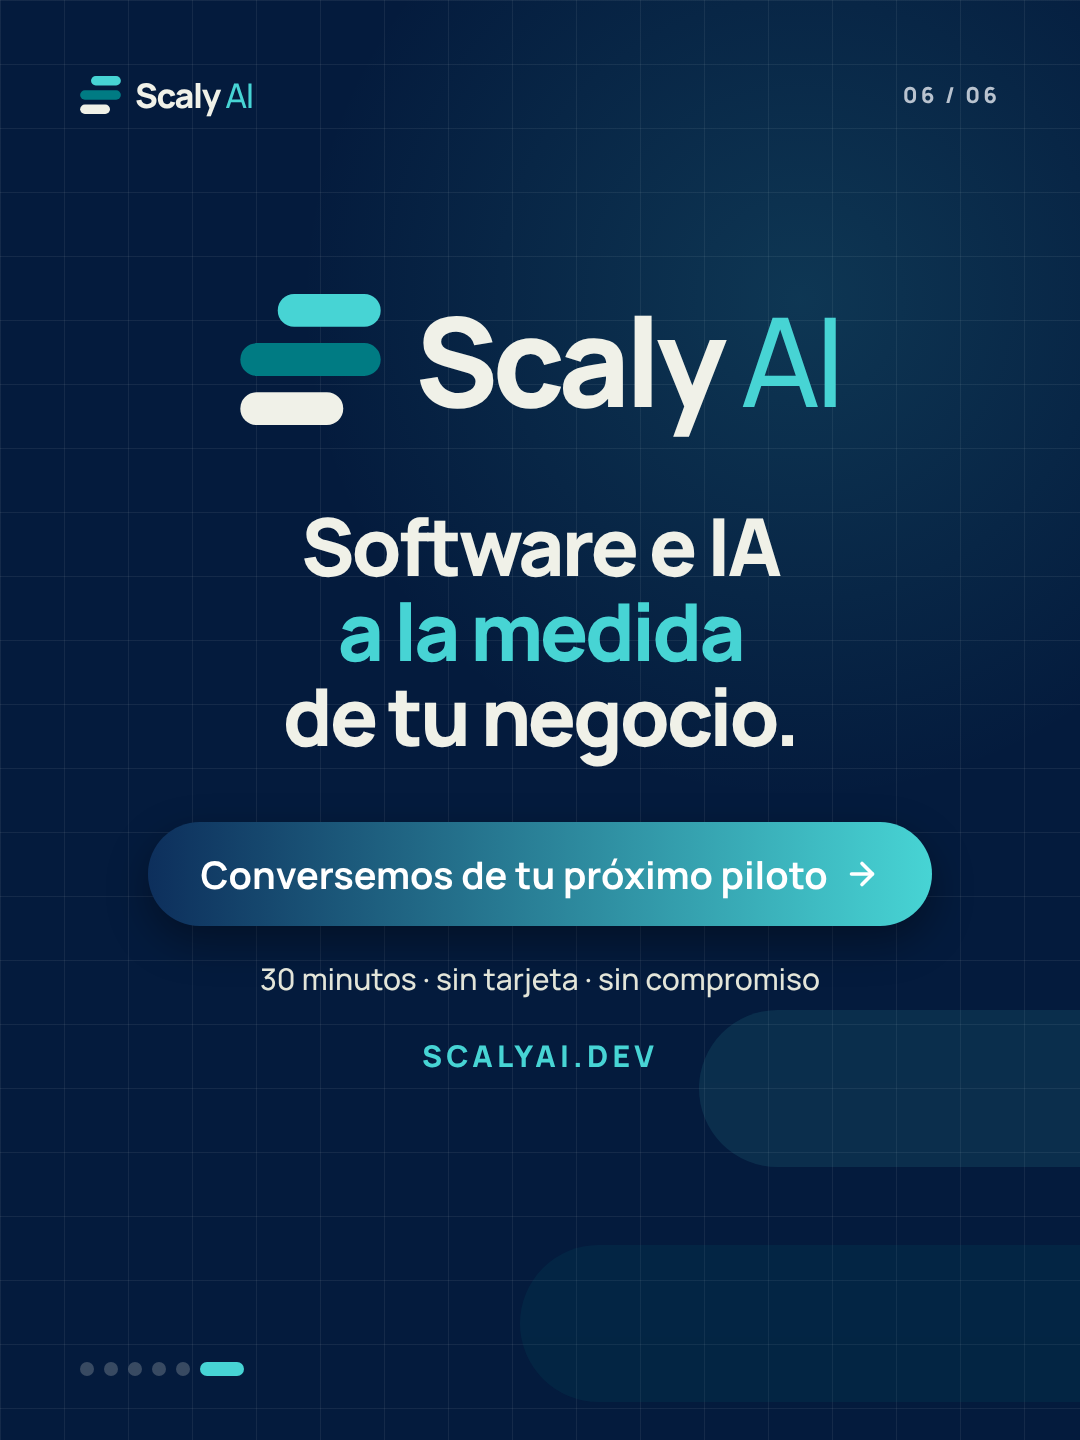 Scaly AI
06 / 06
Scaly AI
Software e IA
a la medida
de tu negocio.
Conversemos de tu próximo piloto →
30 minutos · sin tarjeta · sin compromiso
SCALYAI.DEV